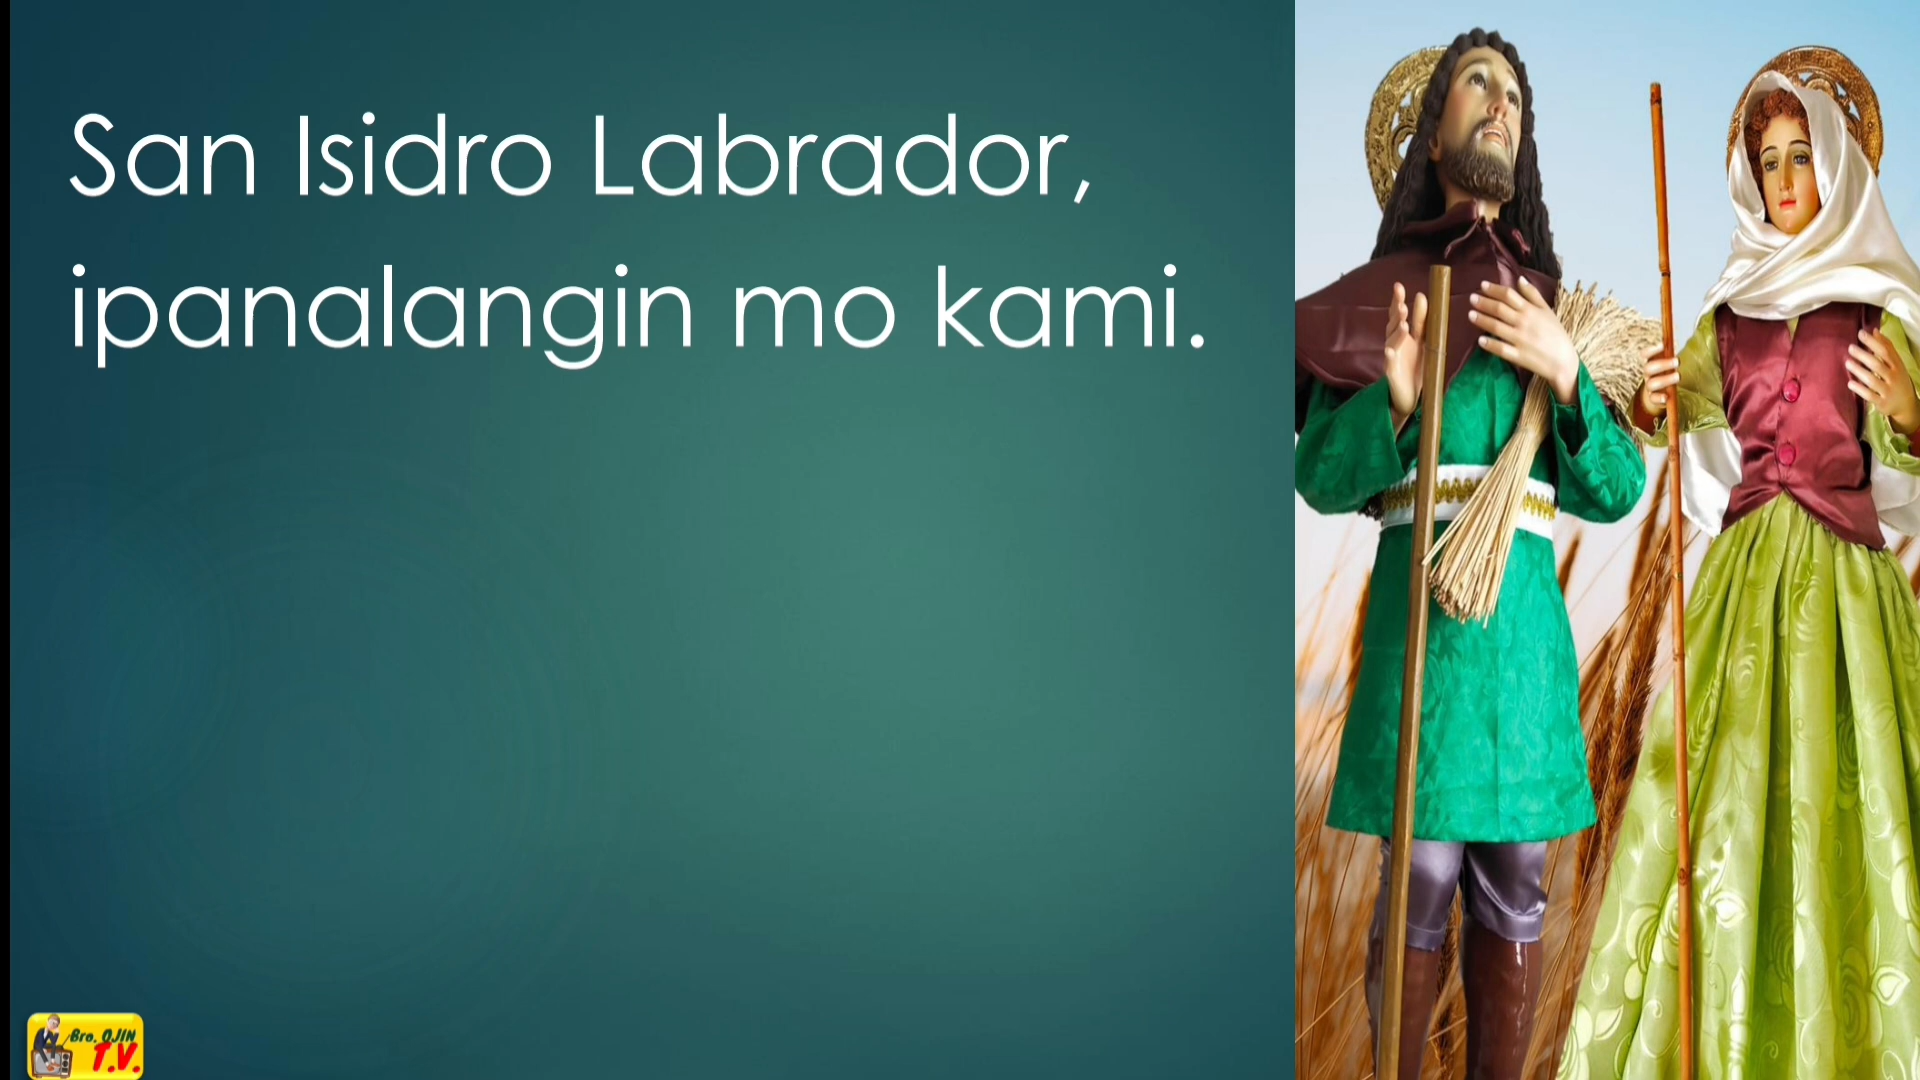 San Isidro Labrador,
ipanalangin mo kami.
Bro. OJIN
T.V.